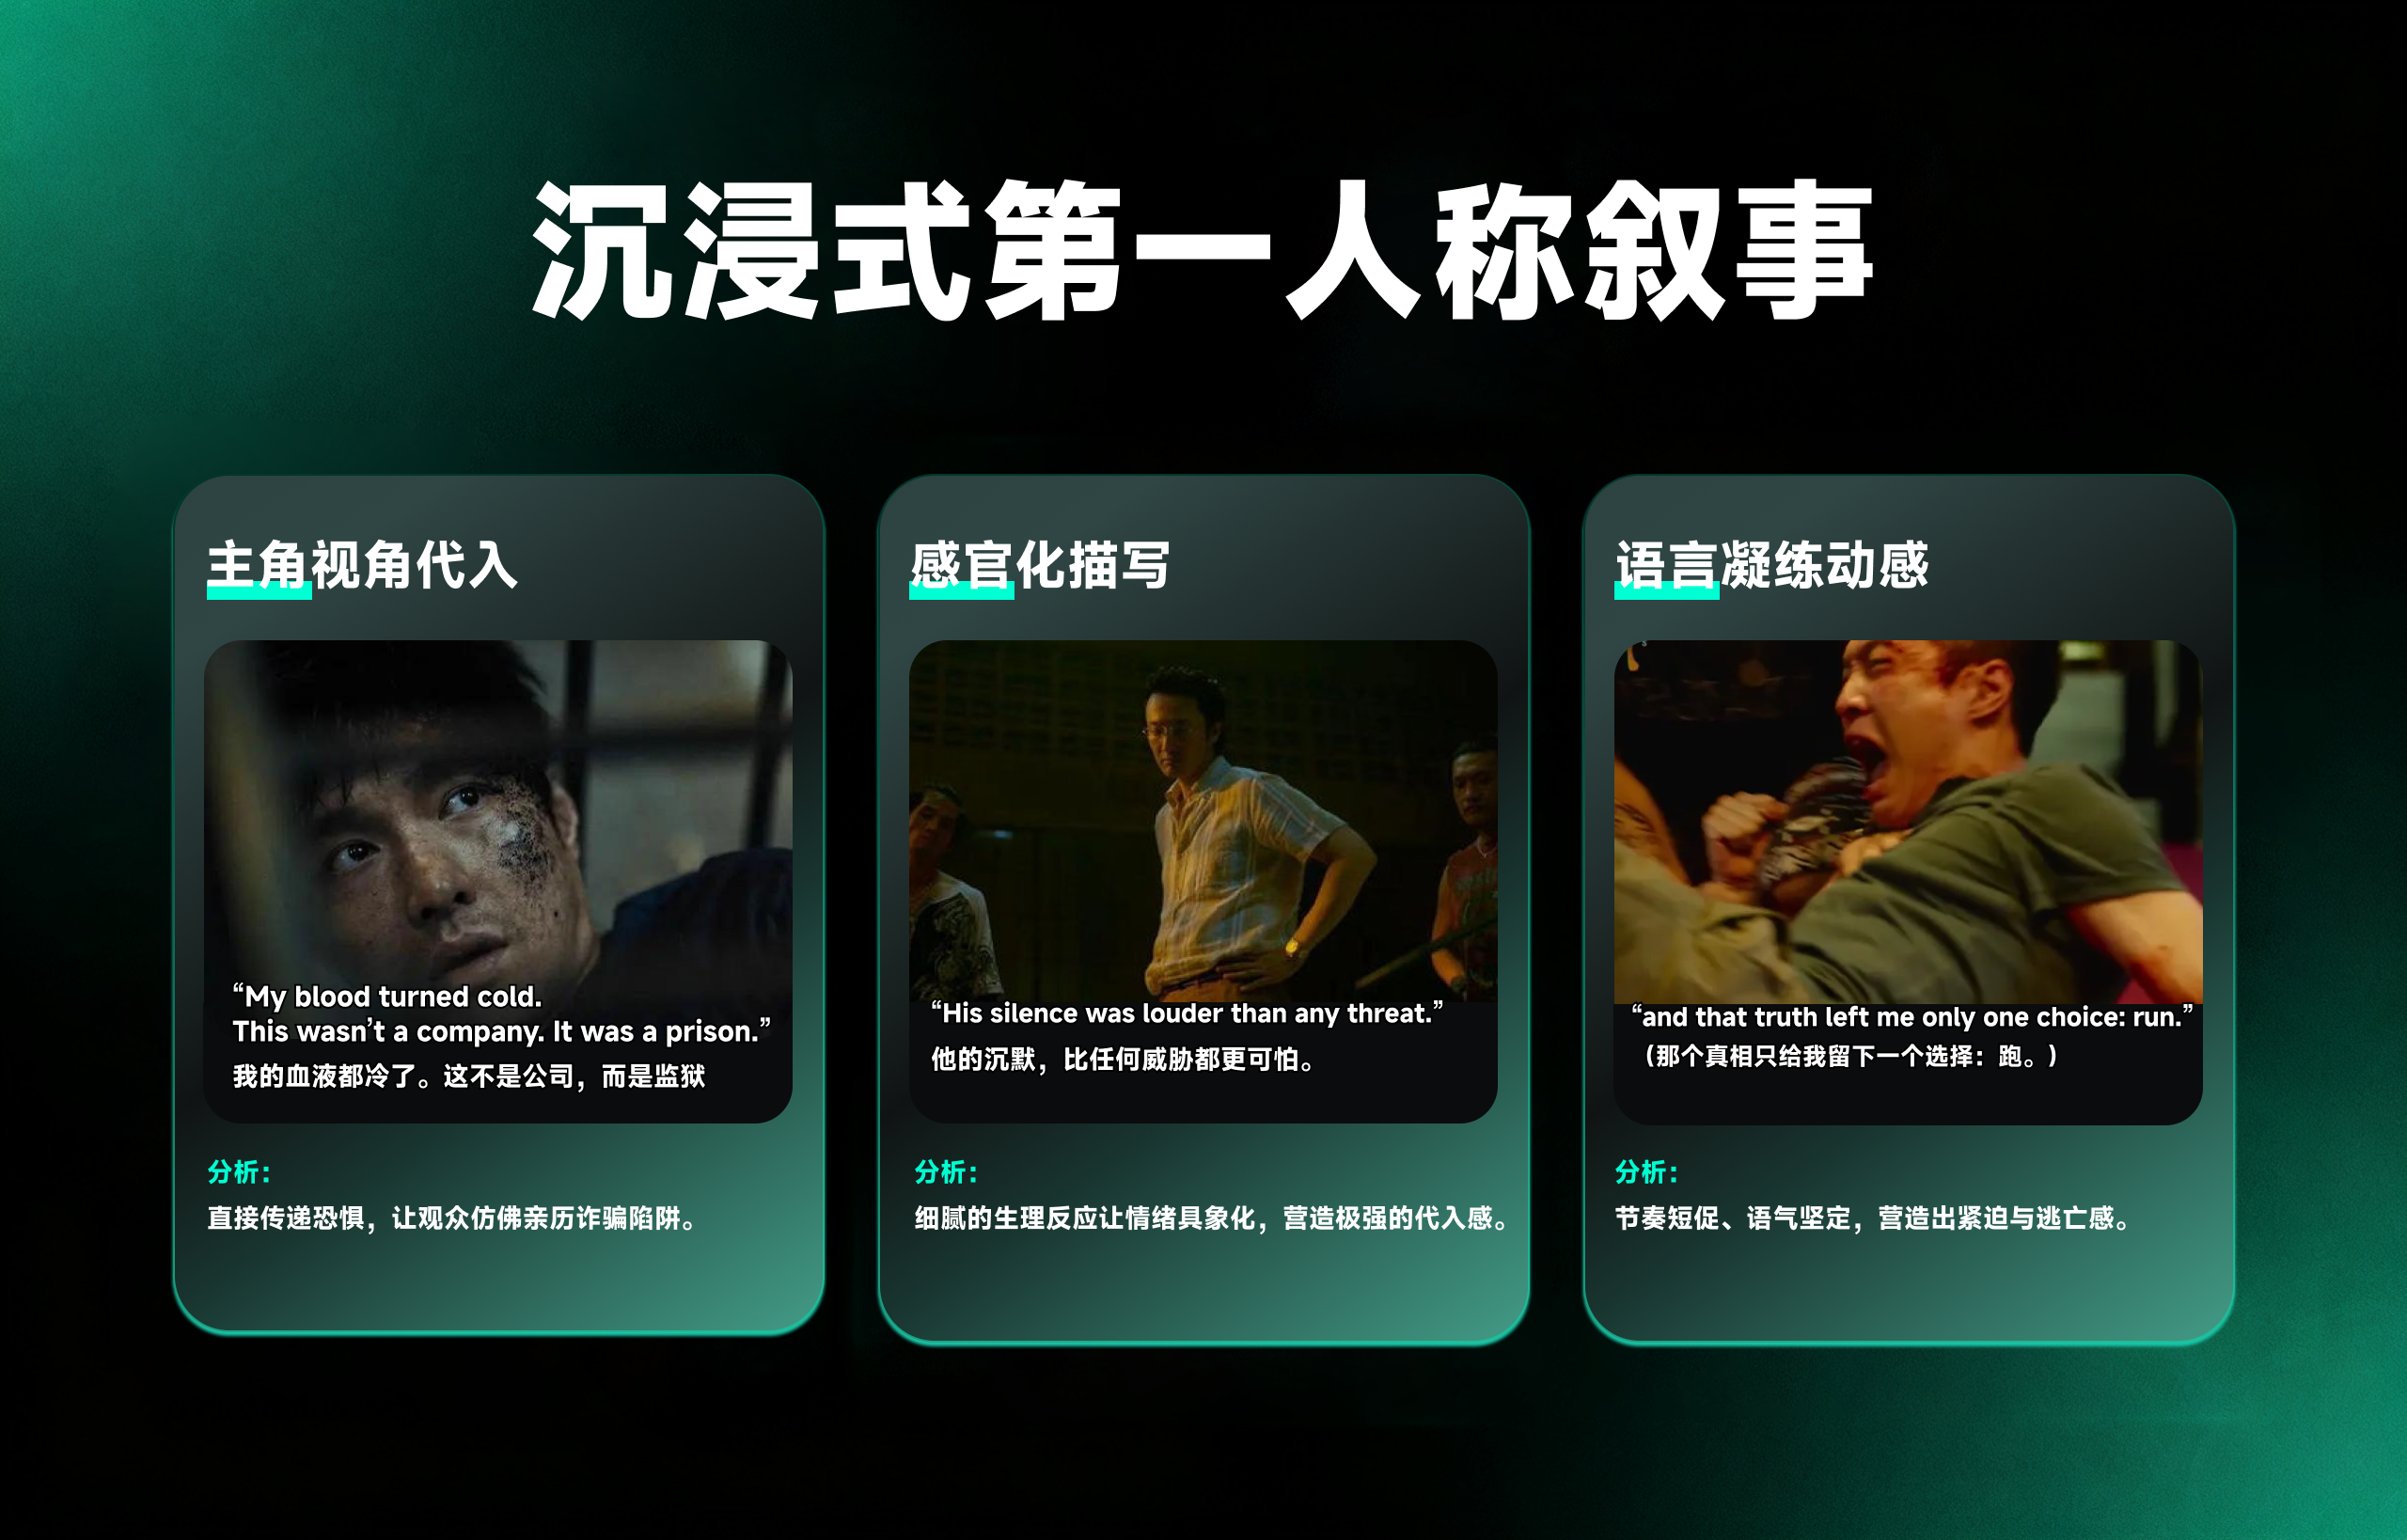 沉浸式第一人称叙事
主角视角代入
“My blood turned cold.
This wasn’t a company. It was a prison.”
我的血液都冷了。这不是公司，而是监狱
分析：
直接传递恐惧，让观众仿佛亲历诈骗陷阱。
感官化描写
“His silence was louder than any threat.”
他的沉默，比任何威胁都更可怕。
分析：
细腻的生理反应让情绪具象化，营造极强的代入感。
语言凝练动感
“and that truth left me only one choice: run.”
（那个真相只给我留下一个选择：跑。）
分析：
节奏短促、语气坚定，营造出紧迫与逃亡感。